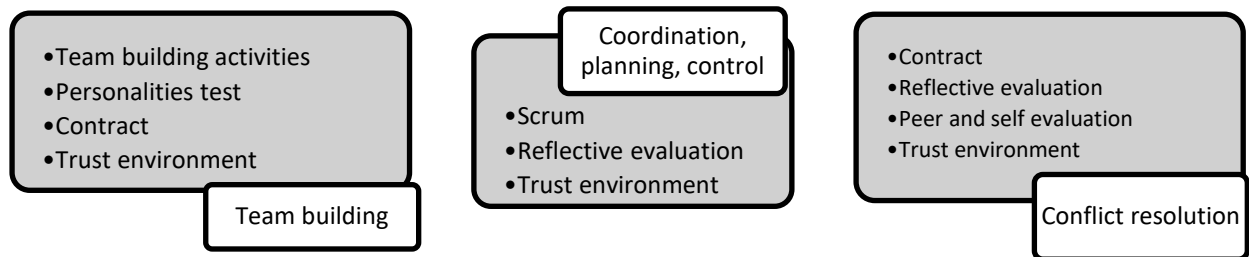 •Team building activities
•Personalities test
•Contract
•Trust environment
Team building
Coordination,
planning, control
•Scrum
•Reflective evaluation
•Trust environment
•Contract
•Reflective evaluation
•Peer and self evaluation
•Trust environment
Conflict resolution